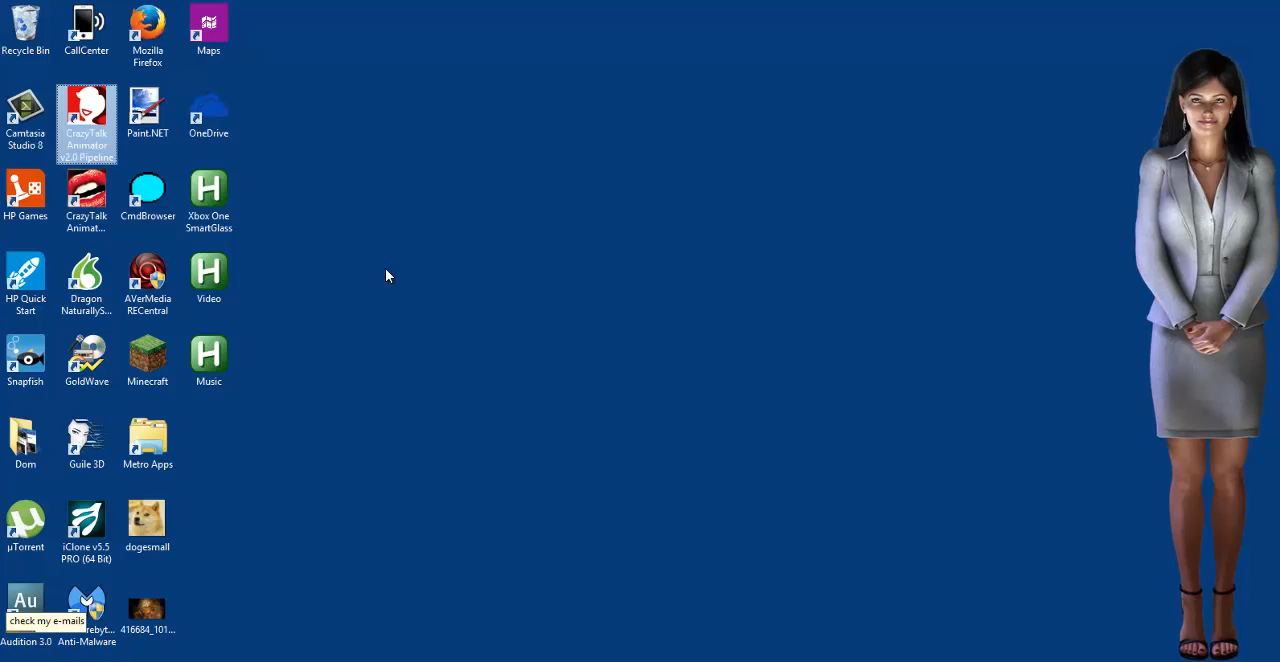 Recycle Bin
CallCenter
Mozilla
Firefox
Maps
Camtasia
Studio 8
CrazyTalk
Animator
v2.0 Pipeline
Paint.NET
OneDrive
HP Games
CrazyTalk
Animat...
CmdBrowser
Xbox One
SmartGlass
H
HP Quick
Start
Dragon
NaturallyS...
AVerMedia
RECentral
H
Video
Snapfish
GoldWave
Minecraft
H
Music
Dom
Guile 3D
Metro Apps
µTorrent
iClone v5.5
PRO (64 Bit)
dogesmall
Au
check my e-mails
Audition 3.0
rebyt...
Anti-Malware
416684_101...